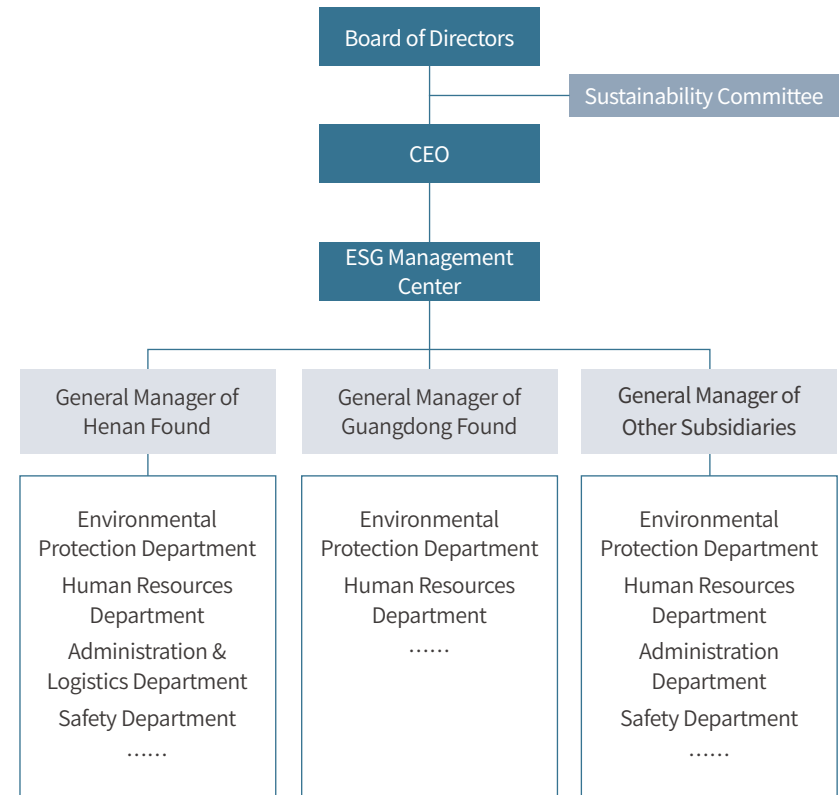 Board of Directors
Sustainability Committee
CEO
ESG Management
Center
General Manager of
Henan Found
General Manager of
Guangdong Found
General Manager of
Other Subsidiaries
Environmental
Protection Department
Human Resources
Department
Administration &
Logistics Department
Safety Department
……
Environmental
Protection Department
Human Resources
Department
……
Environmental
Protection Department
Human Resources
Department
Administration
Department
Safety Department
……